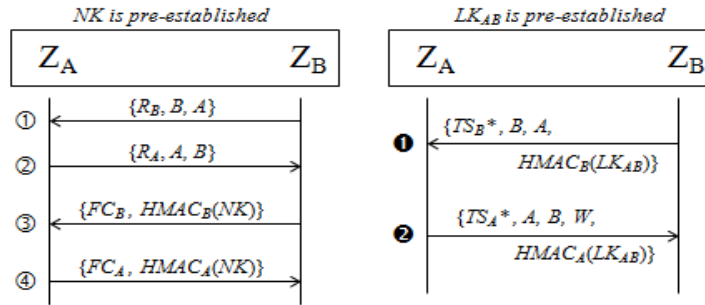 NK is pre-established
Z_A Z_B
① {R_B, B, A}
② {R_A, A, B}
③ {FC_B, HMAC_B(NK)}
④ {FC_A, HMAC_A(NK)}
LK_AB is pre-established
Z_A Z_B
❶ {TS_B*, B, A,
HMAC_B(LK_AB)}
❷ {TS_A*, A, B, W,
HMAC_A(LK_AB)}